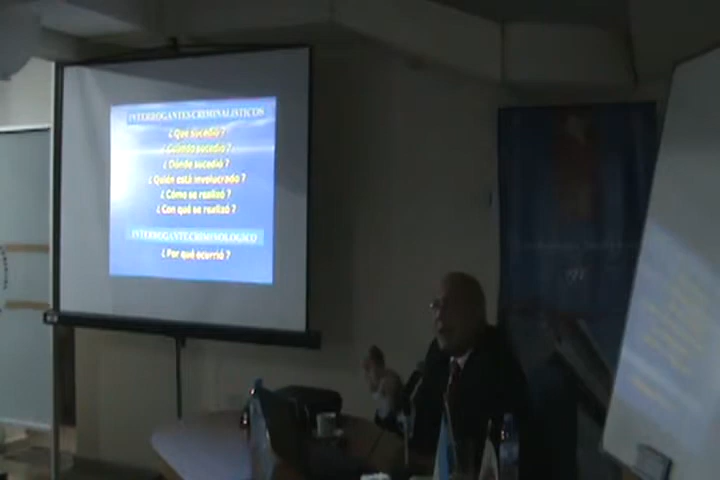 INTERROGANTES CRIMINALISTICOS
¿ Qué sucedió ?
¿ Cuándo sucedió ?
¿ Dónde sucedió ?
¿ Quién está involucrado ?
¿ Cómo se realizó ?
¿ Con qué se realizó ?
INTERROGANTE CRIMINOLOGICO
¿ Por qué ocurrió ?